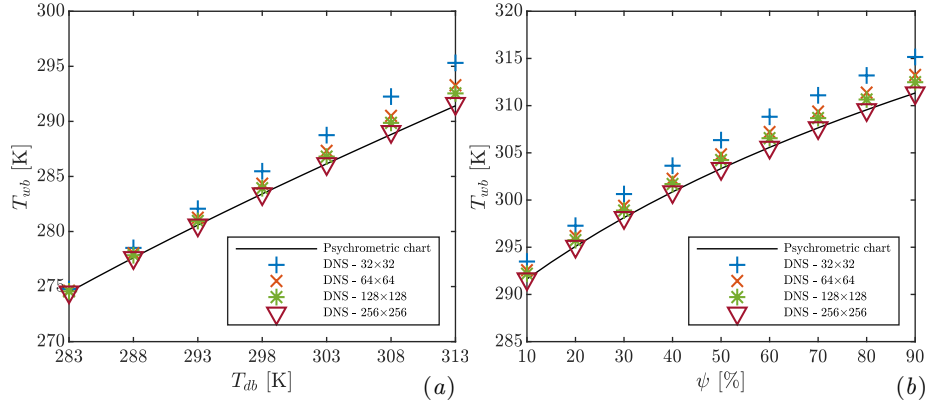 300
295
290
285
280
275
270
T_wb [K]
283 288 293 298 303 308 313
T_db [K]
(a)
Psychrometric chart
DNS - 32×32
DNS - 64×64
DNS - 128×128
DNS - 256×256
320
315
310
305
300
295
290
285
T_wb [K]
10 20 30 40 50 60 70 80 90
ψ [%]
(b)
Psychrometric chart
DNS - 32×32
DNS - 64×64
DNS - 128×128
DNS - 256×256